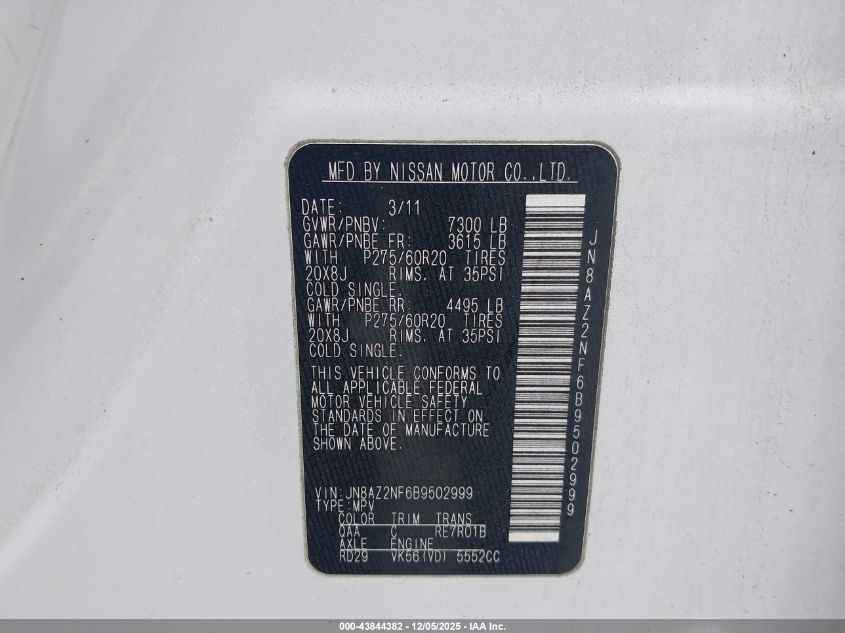 MFD BY NISSAN MOTOR CO.,LTD.
DATE: 3/11
GVWR/PNBV: 7300 LB
GAWR/PNBE FR: 3615 LB
WITH P275/60R20 TIRES
20X8J RIMS. AT 35PSI
COLD SINGLE.
GAWR/PNBE RR: 4495 LB
WITH P275/60R20 TIRES
20X8J RIMS. AT 35PSI
COLD SINGLE.
THIS VEHICLE CONFORMS TO
ALL APPLICABLE FEDERAL
MOTOR VEHICLE SAFETY
STANDARDS IN EFFECT ON
THE DATE OF MANUFACTURE
SHOWN ABOVE.
VIN:JN8AZ2NF6B9502999
TYPE:MPV
COLOR TRIM TRANS
QAA C RE7R01B
AXLE ENGINE
RD29 VK56(VD) 5552CC
JN8AZ2NF6B9502999
000-43844382 - 12/05/2025 - IAA Inc.